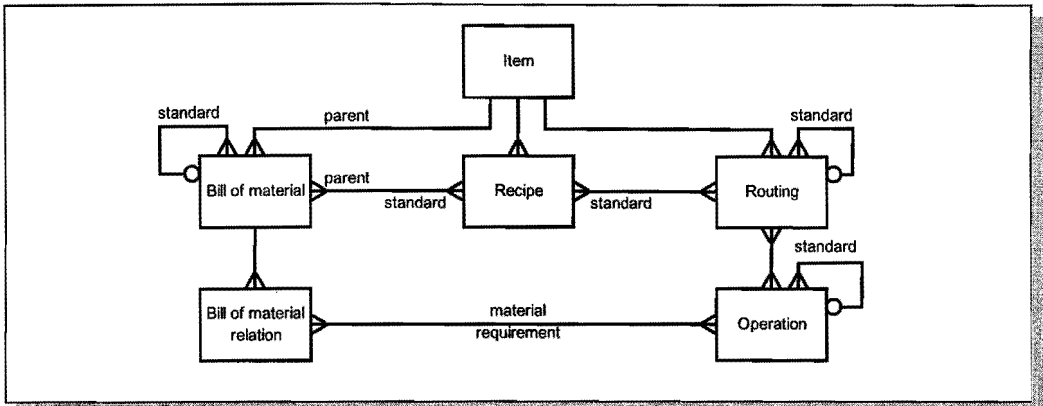 Item
standard
parent
standard
Bill of material
parent
standard
Recipe
standard
Routing
standard
Bill of material
relation
material
requirement
Operation